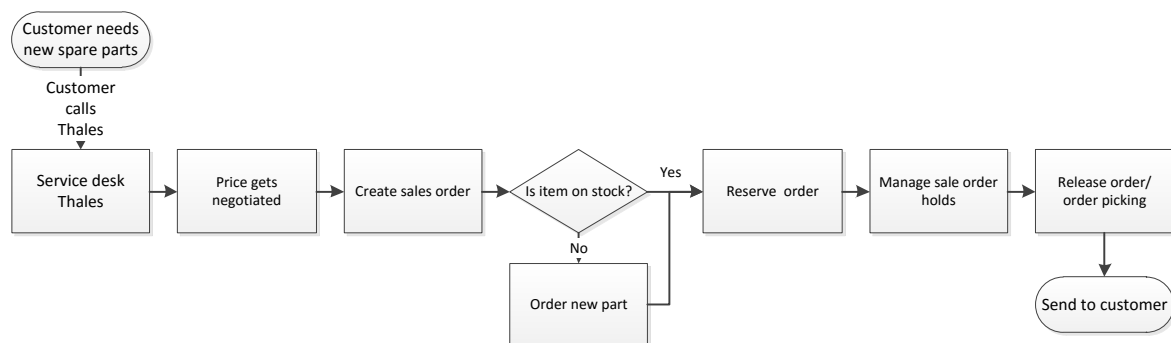 Customer needs
new spare parts
Customer
calls
Thales
Service desk
Thales
Price gets
negotiated
Create sales order
Is item on stock?
Yes
No
Order new part
Reserve order
Manage sale order
holds
Release order/
order picking
Send to customer